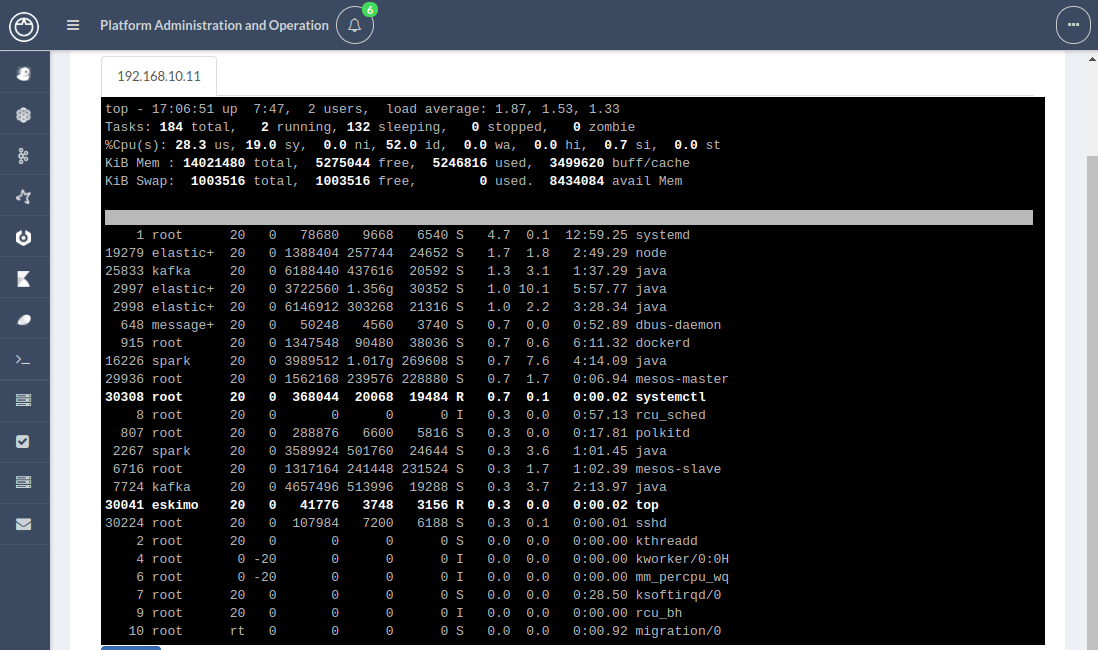 Platform Administration and Operation
6
192.168.10.11
top - 17:06:51 up  7:47,  2 users,  load average: 1.87, 1.53, 1.33
Tasks: 184 total,   2 running, 132 sleeping,   0 stopped,   0 zombie
%Cpu(s): 28.3 us, 19.0 sy,  0.0 ni, 52.0 id,  0.0 wa,  0.0 hi,  0.7 si,  0.0 st
KiB Mem : 14021480 total,  5275044 free,  5246816 used,  3499620 buff/cache
KiB Swap:  1003516 total,  1003516 free,        0 used.  8434084 avail Mem
    1 root      20   0   78680   9668   6540 S   4.7  0.1  12:59.25 systemd
19279 elastic+  20   0 1388404 257744  24652 S   1.7  1.8   2:49.29 node
25833 kafka     20   0 6188440 437616  20592 S   1.3  3.1   1:37.29 java
 2997 elastic+  20   0 3722560 1.356g  30352 S   1.0 10.1   5:57.77 java
 2998 elastic+  20   0 6146912 303268  21316 S   1.0  2.2   3:28.34 java
  648 message+  20   0   50248   4560   3740 S   0.7  0.0   0:52.89 dbus-daemon
  915 root      20   0 1347548  90480  38036 S   0.7  0.6   6:11.32 dockerd
16226 spark     20   0 3989512 1.017g 269608 S   0.7  7.6   4:14.09 java
29936 root      20   0 1562168 239576 228880 S   0.7  1.7   0:06.94 mesos-master
30308 root      20   0  368044  20068  19484 R   0.7  0.1   0:00.02 systemctl
    8 root      20   0       0      0      0 I   0.3  0.0   0:57.13 rcu_sched
  807 root      20   0  288876   6600   5816 S   0.3  0.0   0:17.81 polkitd
 2267 spark     20   0 3589924 501760  24644 S   0.3  3.6   1:01.45 java
 6716 root      20   0 1317164 241448 231524 S   0.3  1.7   1:02.39 mesos-slave
 7724 kafka     20   0 4657496 513996  19288 S   0.3  3.7   2:13.97 java
30041 eskimo    20   0   41776   3748   3156 R   0.3  0.0   0:00.02 top
30224 root      20   0  107984   7200   6188 S   0.3  0.1   0:00.01 sshd
    2 root      20   0       0      0      0 S   0.0  0.0   0:00.00 kthreadd
    4 root       0 -20       0      0      0 I   0.0  0.0   0:00.00 kworker/0:0H
    6 root       0 -20       0      0      0 I   0.0  0.0   0:00.00 mm_percpu_wq
    7 root      20   0       0      0      0 S   0.0  0.0   0:28.50 ksoftirqd/0
    9 root      20   0       0      0      0 I   0.0  0.0   0:00.00 rcu_bh
   10 root      rt   0       0      0      0 S   0.0  0.0   0:00.92 migration/0